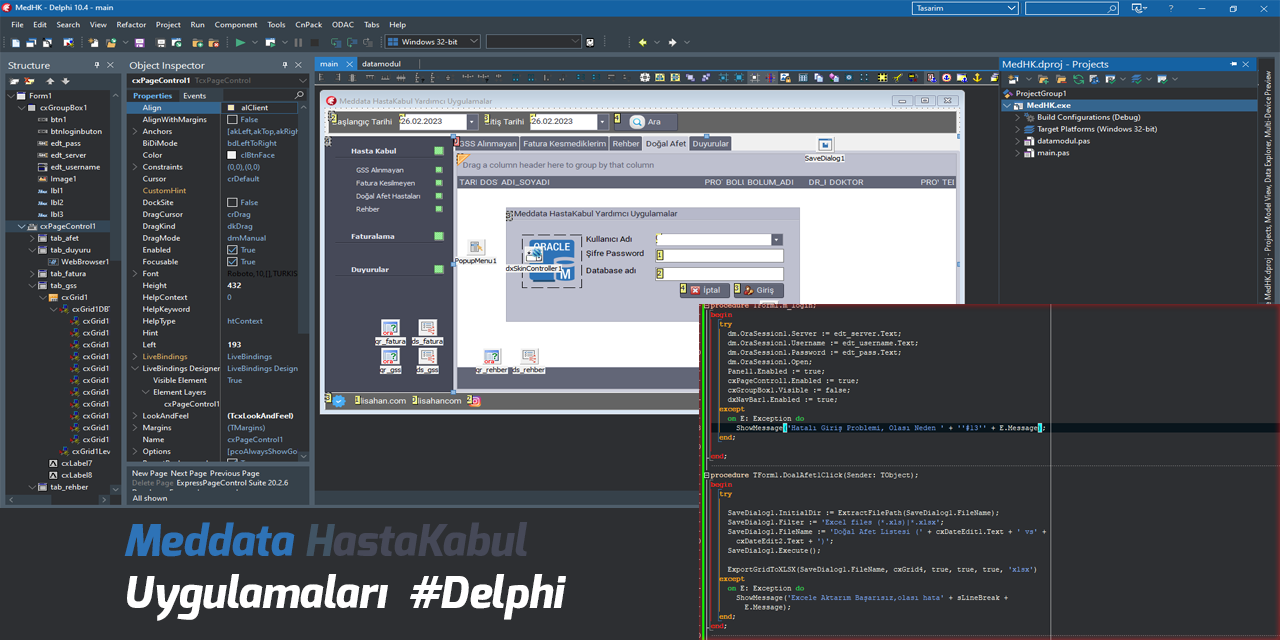 MedHK - Delphi 10.4 - main
Tasarim
File Edit Search View Refactor Project Run Component Tools CnPack ODAC Tabs Help
Windows 32-bit
Structure
Form1
cxGroupBox1
btn1
btnloginbuton
edt_pass
edt_server
edt_username
Image1
lbl1
lbl2
lbl3
cxPageControl1
tab_afet
tab_duyuru
WebBrowser1
tab_fatura
tab_gss
cxGrid1
cxGrid1DB
cxGrid1
cxGrid1
cxGrid1
cxGrid1
cxGrid1
cxGrid1
cxGrid1
cxGrid1
cxGrid1
cxGrid1
cxGrid1
cxGrid1Lev
cxLabel7
cxLabel8
tab_rehber
Object Inspector
cxPageControl1 TcxPageControl
Properties Events
Align alClient
AlignWithMargins False
Anchors [akLeft,akTop,akRigh
BiDiMode bdLeftToRight
Color clBtnFace
Constraints (0,0),(0,0)
Cursor crDefault
CustomHint
DockSite False
DragCursor crDrag
DragKind dkDrag
DragMode dmManual
Enabled True
Focusable True
Font Roboto,10,[],TURKIS
Height 432
HelpContext 0
HelpKeyword
HelpType htContext
Hint
Left 193
LiveBindings LiveBindings
LiveBindings Designer LiveBindings Design
Visible Element True
Element Layers
cxPageControl1
LookAndFeel (TcxLookAndFeel)
Margins (TMargins)
Name cxPageControl1
Options [pcoAlwaysShowGo
New Page Next Page Previous Page
Delete Page ExpressPageControl Suite 20.2.6
All shown
main datamodul
Meddata HastaKabul Yardımcı Uygulamalar
aşlangıç Tarihi 26.02.2023 itiş Tarihi 26.02.2023 Ara
Hasta Kabul
GSS Alınmayan
Fatura Kesilmeyen
Doğal Afet Hastaları
Rehber
Faturalama
Duyurular
GSS Alınmayan Fatura Kesmediklerim Rehber Doğal Afet Duyurular
SaveDialog1
Drag a column header here to group by that column
TARI DOS ADI_SOYADI PRO BOLI BOLUM_ADI DR_I DOKTOR PRO TEI
Meddata HastaKabul Yardımcı Uygulamalar
ORACLE
M
Kullanıcı Adı
Şifre Password
1
Database adı
2
4 İptal 3 Giriş
PopupMenu1
dxSkinController1
qr_fatura ds_fatura
qr_gss ds_gss
qr_rehber ds_rehber
lisahan.com lisahancom
MedHK.dproj - Projects
ProjectGroup1
MedHK.exe
Build Configurations (Debug)
Target Platforms (Windows 32-bit)
datamodul.pas
main.pas
MedHK.dproj - Projects, Model View, Data Explorer, Multi-Device Preview
procedure TForm1.m_login;
begin
try
dm.OraSession1.Server := edt_server.Text;
dm.OraSession1.Username := edt_username.Text;
dm.OraSession1.Password := edt_pass.Text;
dm.OraSession1.Open;
Panel1.Enabled := true;
cxPageControl1.Enabled := true;
cxGroupBox1.Visible := false;
dxNavBar1.Enabled := true;
except
on E: Exception do
ShowMessage('Hatalı Giriş Problemi, Olası Neden ' + ''#13'' + E.Message);
end;
end;
procedure TForm1.DoalAfet1Click(Sender: TObject);
begin
try
SaveDialog1.InitialDir := ExtractFilePath(SaveDialog1.FileName);
SaveDialog1.Filter := 'Excel files (*.xls)|*.xlsx';
SaveDialog1.FileName := 'Doğal Afet Listesi (' + cxDateEdit1.Text + ' vs' +
cxDateEdit2.Text + ')';
SaveDialog1.Execute();
ExportGridToXLSX(SaveDialog1.FileName, cxGrid4, true, true, true, 'xlsx')
except
on E: Exception do
ShowMessage('Excele Aktarım Başarısız,olası hata' + sLineBreak +
E.Message);
end;
end;
Meddata HastaKabul
Uygulamaları #Delphi